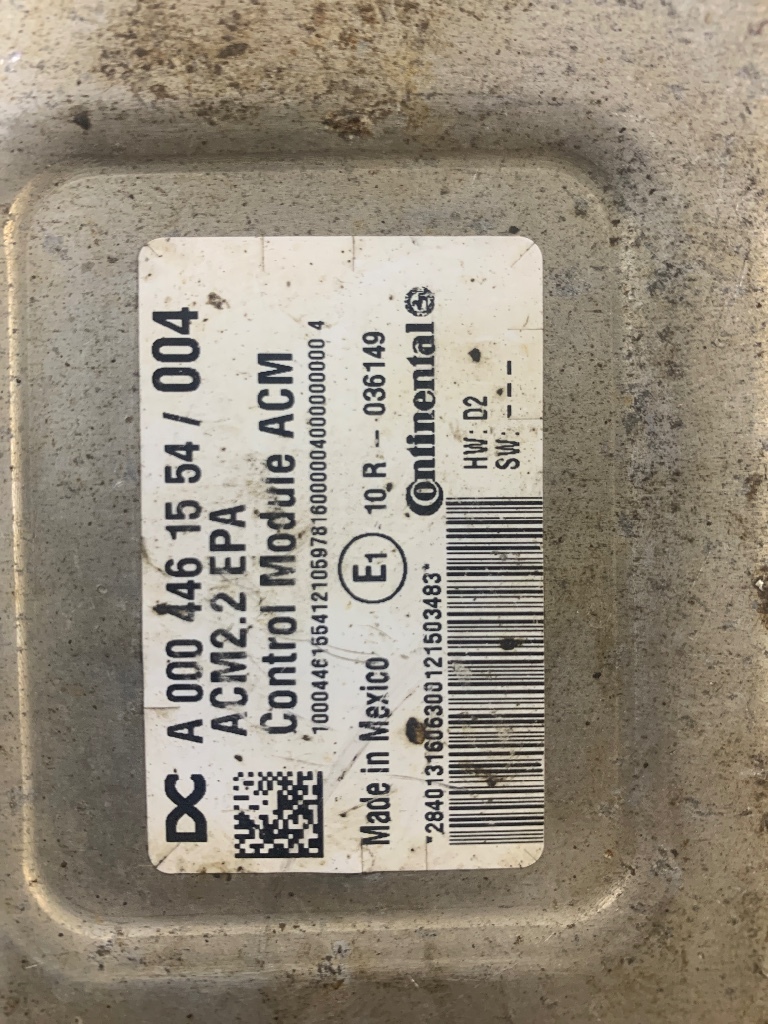 DC A 000 446 15 54 / 004
ACM2.2 EPA
Control Module ACM
10004461554121059781600000400000000000 4
Made in Mexico E1 10 R - 036149
*2840131606300121503483*
Continental
HW: D2
SW: ---